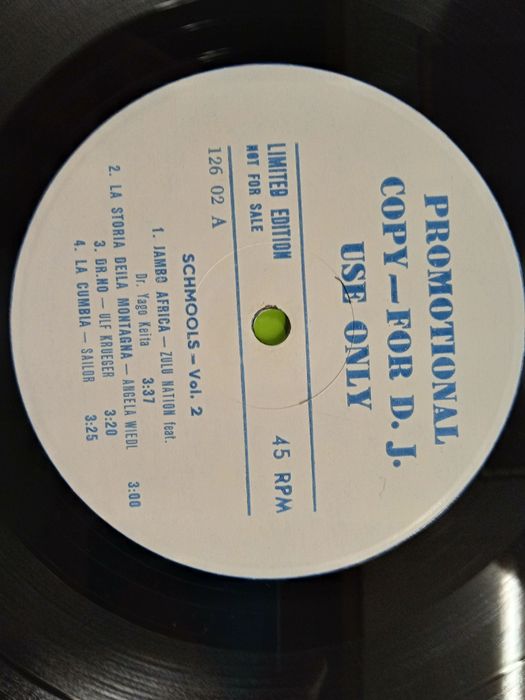 PROMOTIONAL
COPY—FOR D. J.
USE ONLY
LIMITED EDITION
NOT FOR SALE
45 RPM
126 02 A
SCHMOOLS – Vol. 2
1. JAMBO AFRICA – ZULU NATION feat.
Dr. Yago Keita 3:37
2. LA STORIA DEILA MONTAGNA – ANGELA WIEDL 3:00
3. DR.NO – ULF KRUEGER 3:20
4. LA CUMBIA – SAILOR 3:25